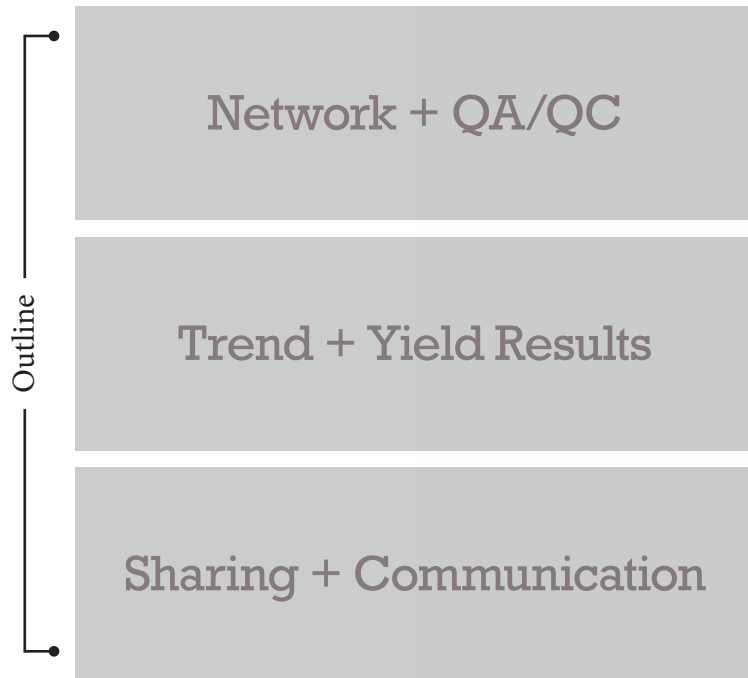 Outline
Network + QA/QC
Trend + Yield Results
Sharing + Communication